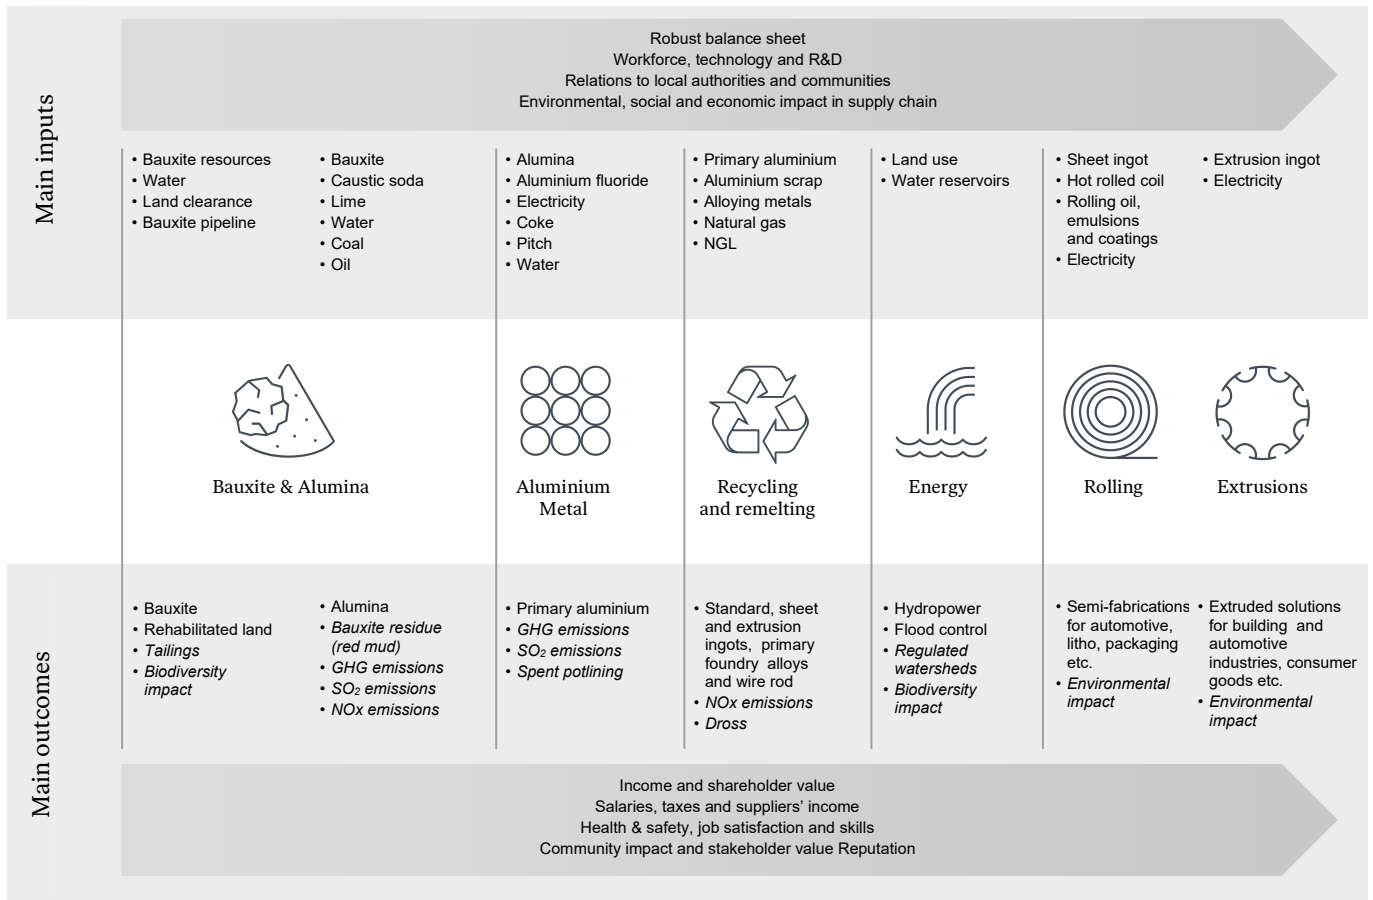 Main inputs
Robust balance sheet
Workforce, technology and R&D
Relations to local authorities and communities
Environmental, social and economic impact in supply chain
• Bauxite resources
• Water
• Land clearance
• Bauxite pipeline
• Bauxite
• Caustic soda
• Lime
• Water
• Coal
• Oil
• Alumina
• Aluminium fluoride
• Electricity
• Coke
• Pitch
• Water
• Primary aluminium
• Aluminium scrap
• Alloying metals
• Natural gas
• NGL
• Land use
• Water reservoirs
• Sheet ingot
• Hot rolled coil
• Rolling oil,
emulsions
and coatings
• Electricity
• Extrusion ingot
• Electricity
Bauxite & Alumina
Aluminium
Metal
Recycling
and remelting
Energy
Rolling
Extrusions
Main outcomes
• Bauxite
• Rehabilitated land
• Tailings
• Biodiversity
impact
• Alumina
• Bauxite residue
(red mud)
• GHG emissions
• SO₂ emissions
• NOx emissions
• Primary aluminium
• GHG emissions
• SO₂ emissions
• Spent potlining
• Standard, sheet
and extrusion
ingots, primary
foundry alloys
and wire rod
• NOx emissions
• Dross
• Hydropower
• Flood control
• Regulated
watersheds
• Biodiversity
impact
• Semi-fabrications
for automotive,
litho, packaging
etc.
• Environmental
impact
• Extruded solutions
for building and
automotive
industries, consumer
goods etc.
• Environmental
impact
Income and shareholder value
Salaries, taxes and suppliers’ income
Health & safety, job satisfaction and skills
Community impact and stakeholder value Reputation